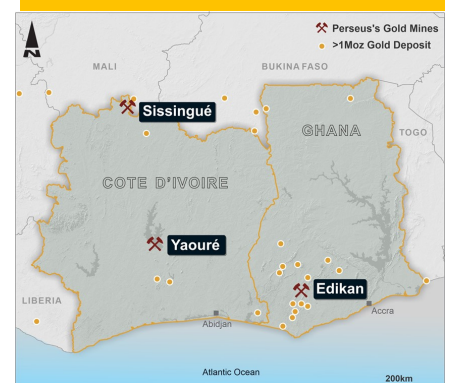 N
Perseus's Gold Mines
>1Moz Gold Deposit
MALI
BURKINA FASO
Sissingué
GHANA
TOGO
COTE D'IVOIRE
Yaouré
Edikan
LIBERIA
Abidjan
Accra
Atlantic Ocean
200km